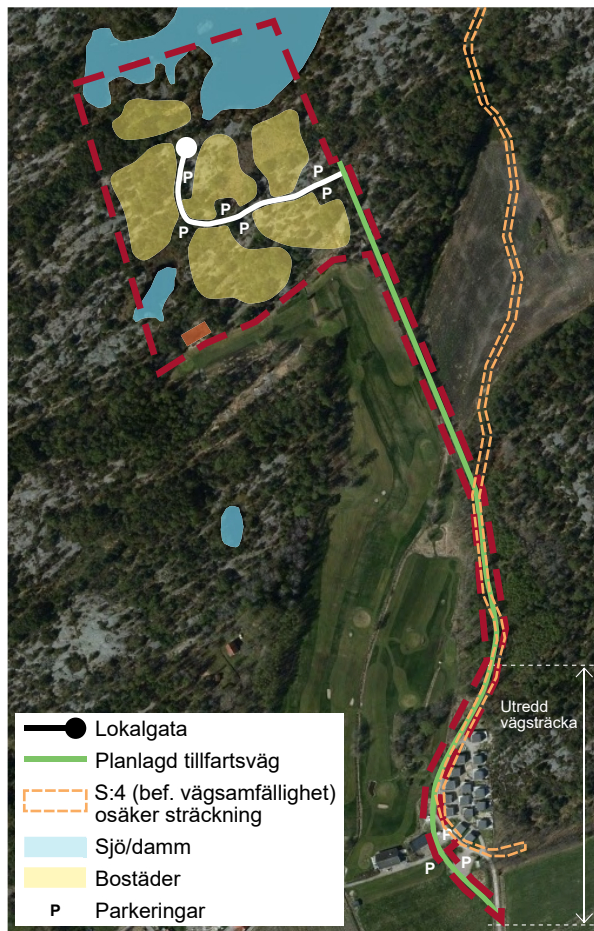 P
P
P
P
P
P
Utredd
vägsträcka
Lokalgata
Planlagd tillfartsväg
S:4 (bef. vägsamfällighet)
osäker sträckning
Sjö/damm
Bostäder
P Parkeringar
P
P
P